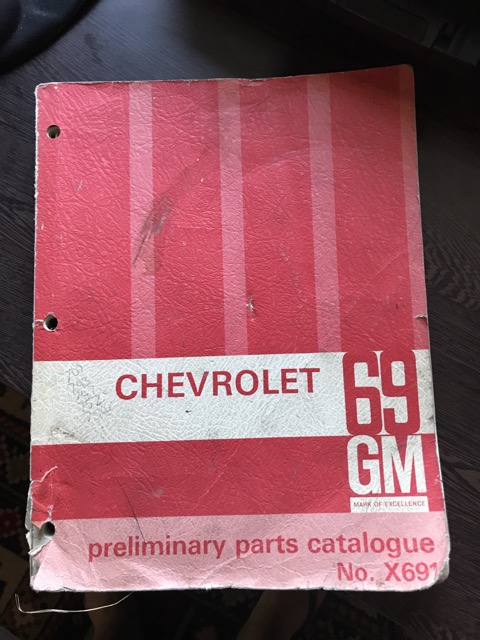 CHEVROLET
69
GM
MARK OF EXCELLENCE
preliminary parts catalogue
No. X691